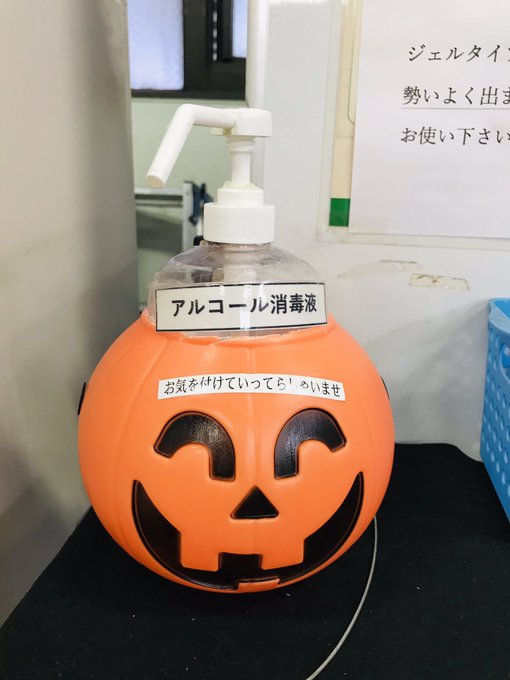 ジェルタイプ
勢いよく出ま
お使い下さい
アルコール消毒液
お気を付けていってらっしゃいませ